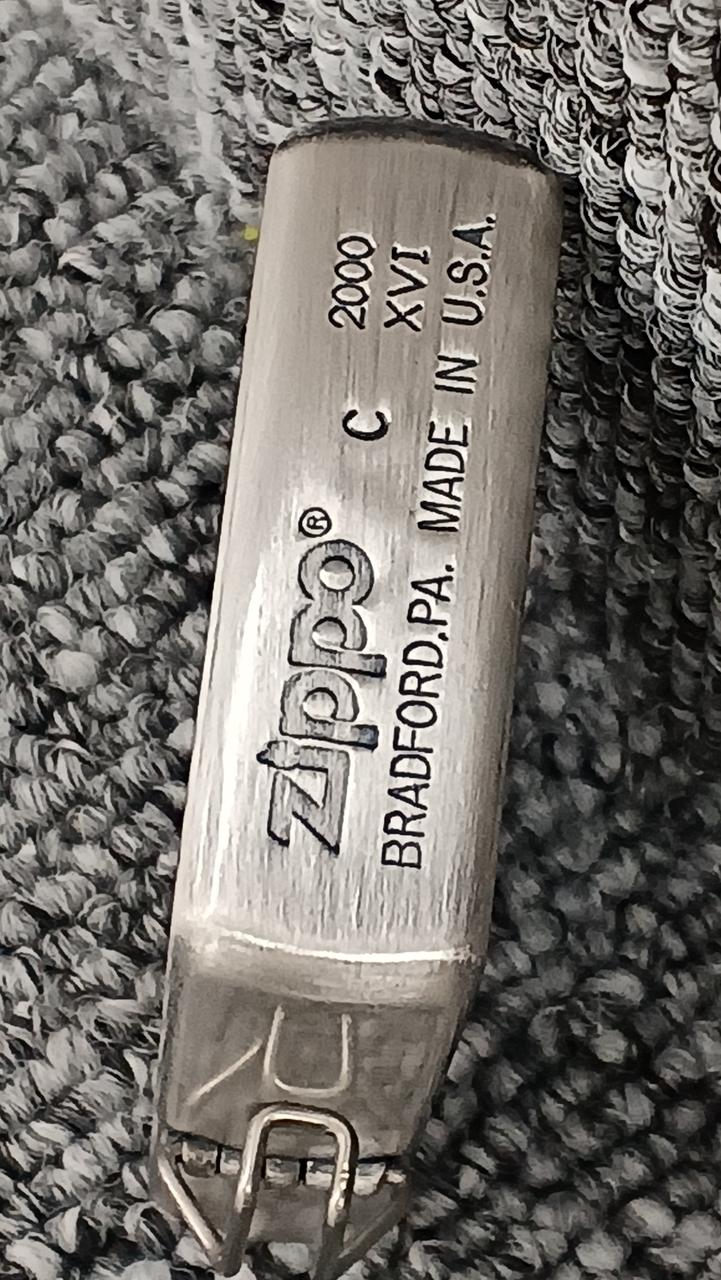 zippo® C 2000
XVI
BRADFORD,PA. MADE IN U.S.A.